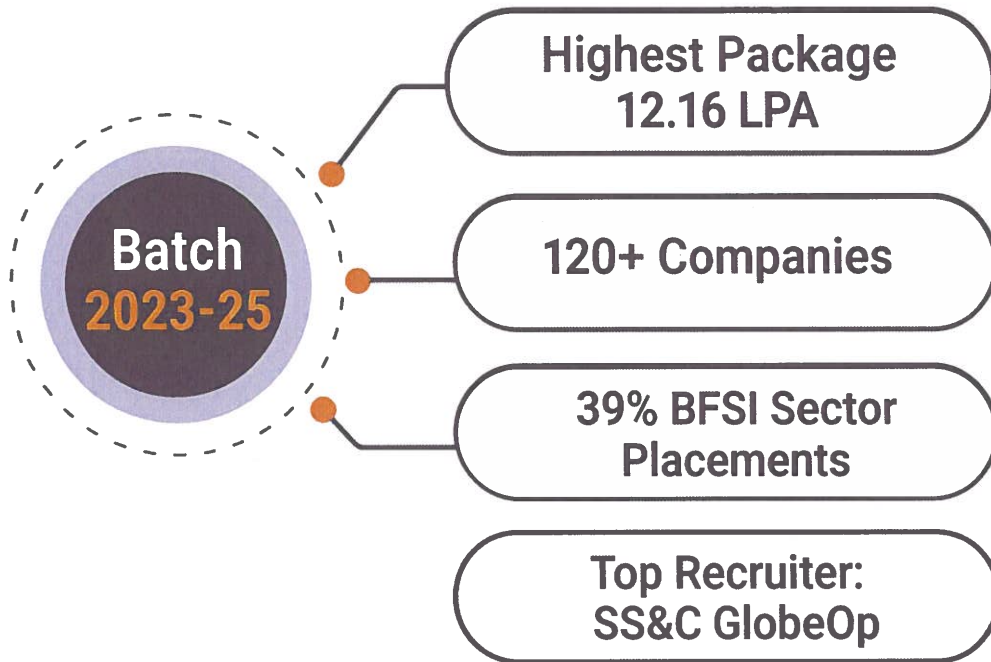 Batch
2023-25
Highest Package
12.16 LPA
120+ Companies
39% BFSI Sector
Placements
Top Recruiter:
SS&C GlobeOp